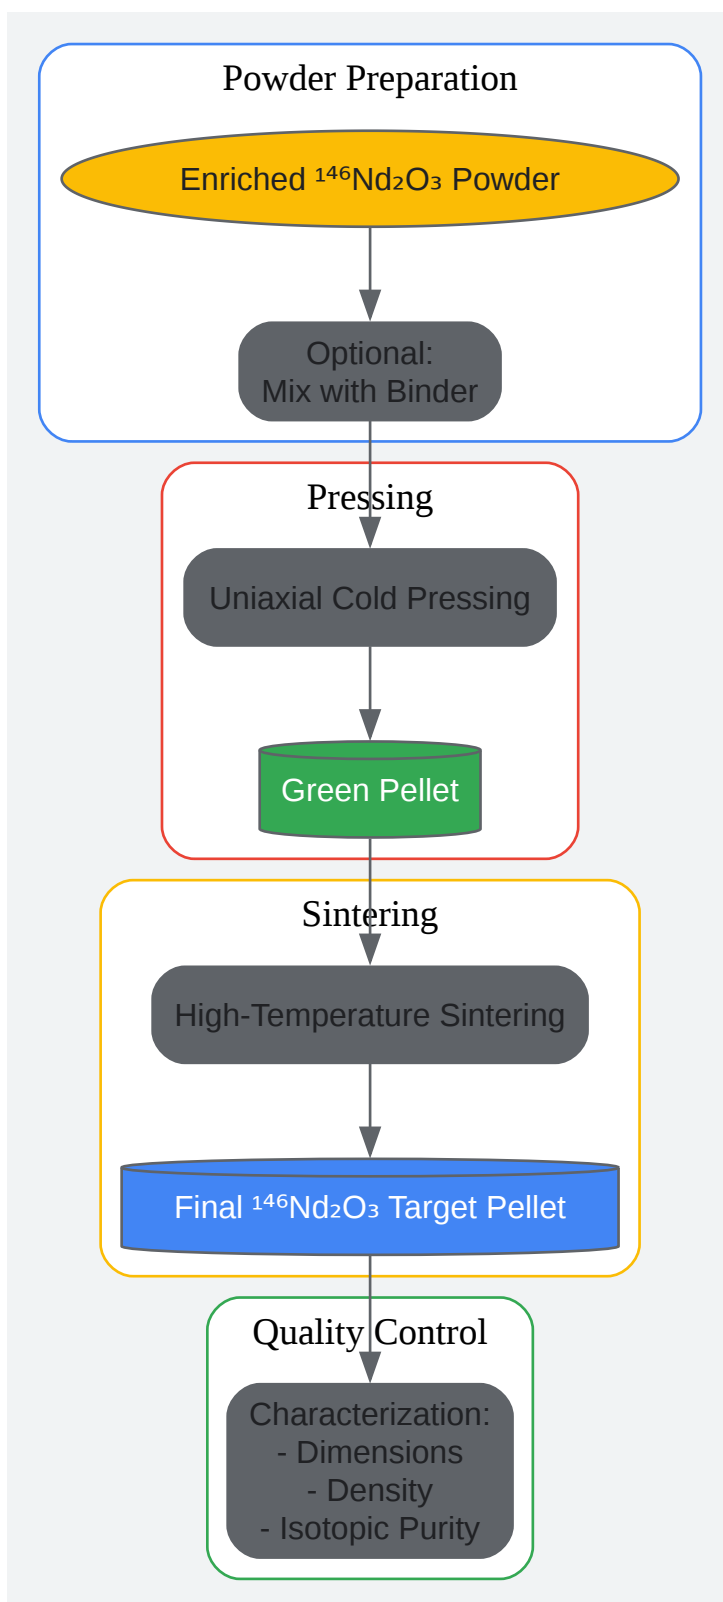 Powder Preparation
Enriched ¹⁴⁶Nd₂O₃ Powder
Optional:
Mix with Binder
Pressing
Uniaxial Cold Pressing
Green Pellet
Sintering
High-Temperature Sintering
Final ¹⁴⁶Nd₂O₃ Target Pellet
Quality Control
Characterization:
- Dimensions
- Density
- Isotopic Purity